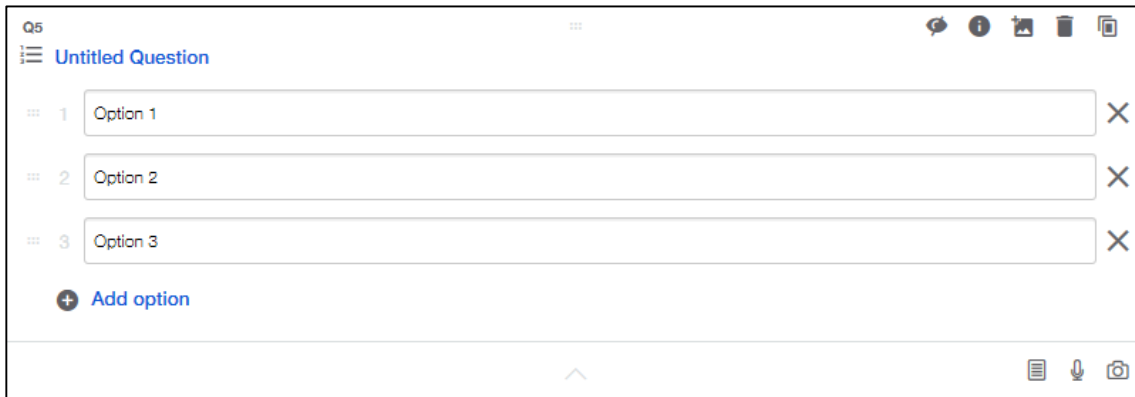 Q5
Untitled Question
1 Option 1
2 Option 2
3 Option 3
Add option